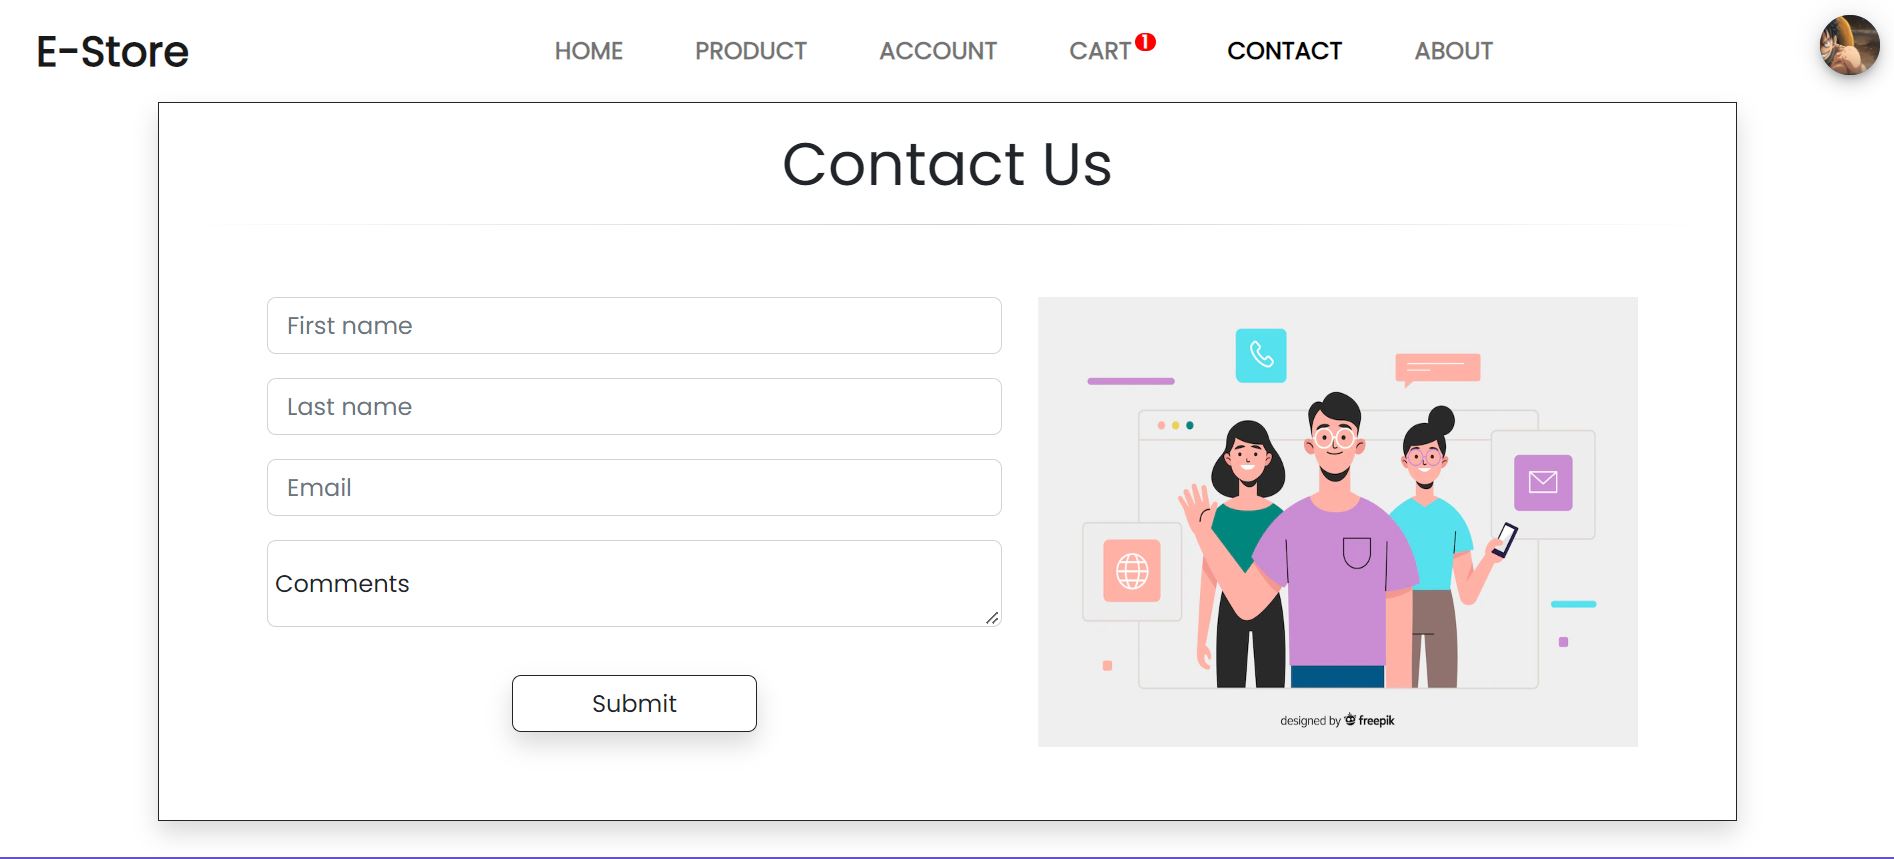 E-Store
HOME PRODUCT ACCOUNT CART 1 CONTACT ABOUT
Contact Us
First name
Last name
Email
Comments
Submit
designed by freepik